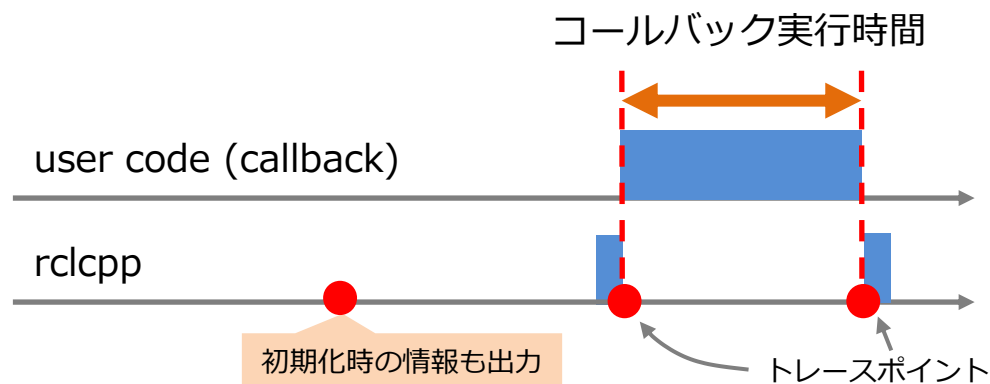 コールバック実行時間
user code (callback)
rclcpp
初期化時の情報も出力
トレースポイント